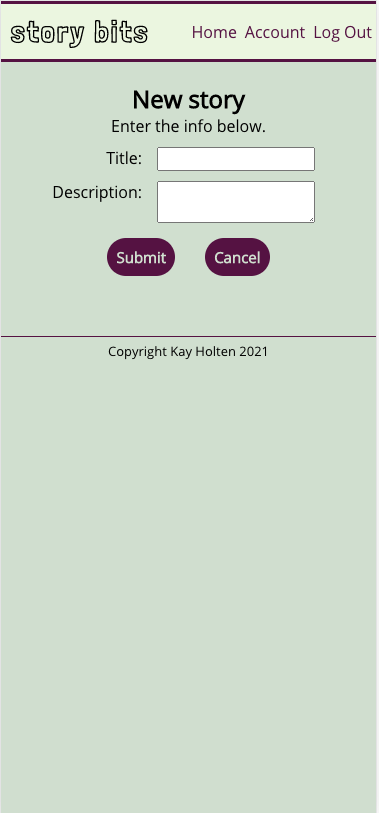 story bits
Home Account Log Out
New story
Enter the info below.
Title:
Description:
Submit Cancel
Copyright Kay Holten 2021